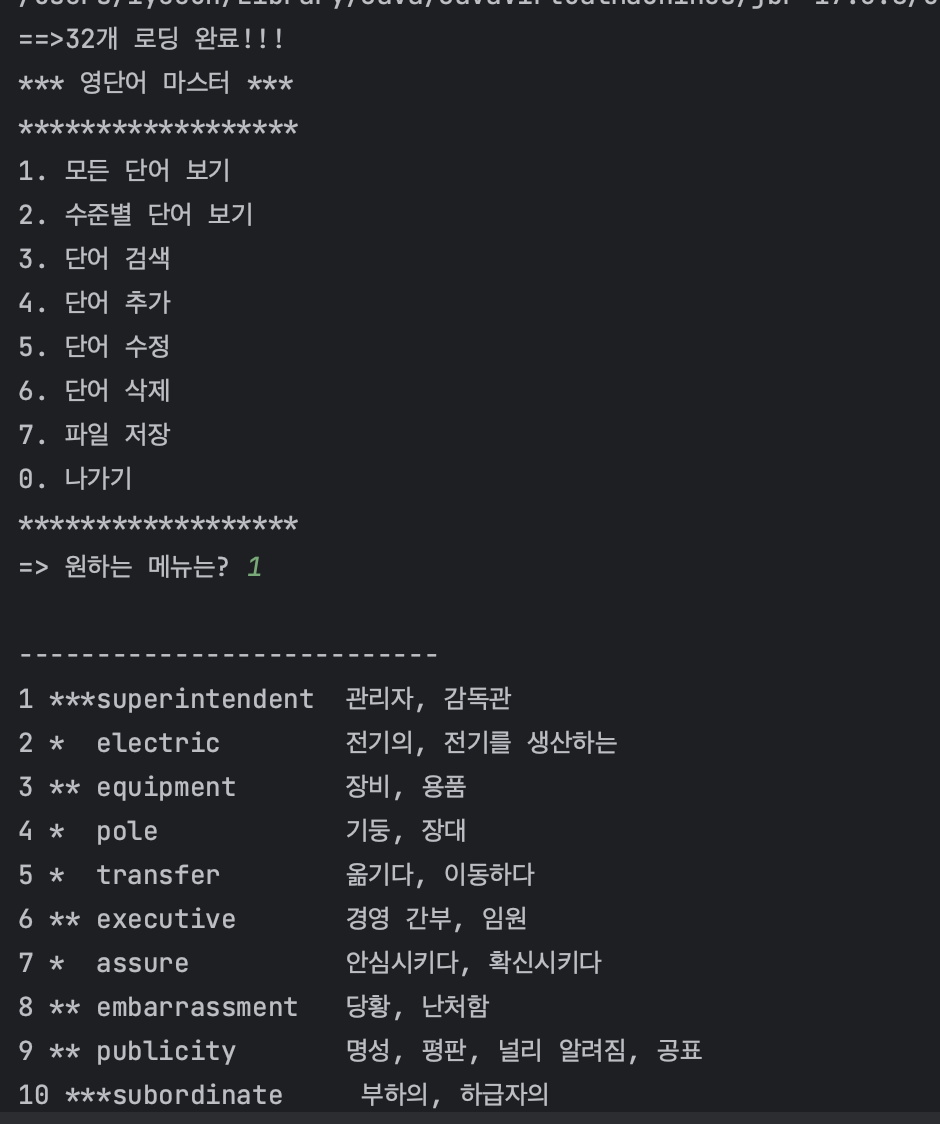 ==>32개 로딩 완료!!!
*** 영단어 마스터 ***
******************
1. 모든 단어 보기
2. 수준별 단어 보기
3. 단어 검색
4. 단어 추가
5. 단어 수정
6. 단어 삭제
7. 파일 저장
0. 나가기
******************
=> 원하는 메뉴는? 1
---------------------------
1 ***superintendent  관리자, 감독관
2 *  electric        전기의, 전기를 생산하는
3 ** equipment       장비, 용품
4 *  pole            기둥, 장대
5 *  transfer        옮기다, 이동하다
6 ** executive       경영 간부, 임원
7 *  assure          안심시키다, 확신시키다
8 ** embarrassment   당황, 난처함
9 ** publicity       명성, 평판, 널리 알려짐, 공표
10 ***subordinate     부하의, 하급자의